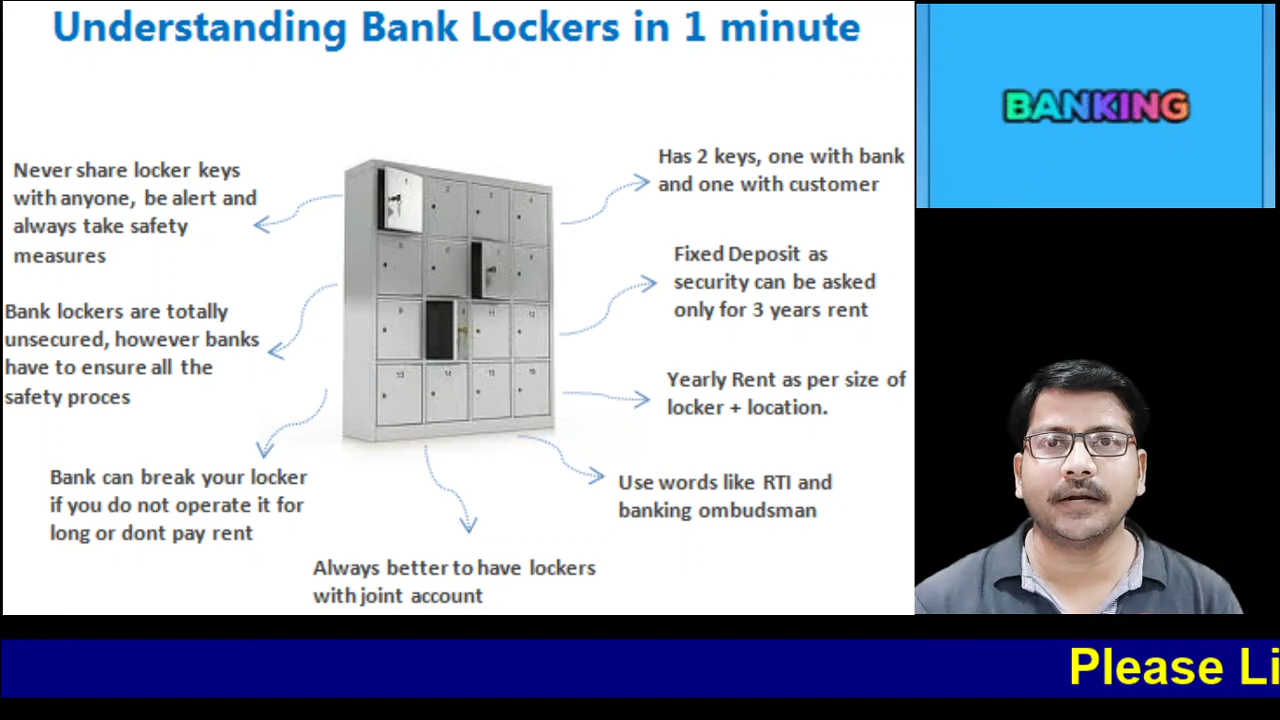 Understanding Bank Lockers in 1 minute
BANKING
Never share locker keys
with anyone, be alert and
always take safety
measures
Bank lockers are totally
unsecured, however banks
have to ensure all the
safety proces
Bank can break your locker
if you do not operate it for
long or dont pay rent
Always better to have lockers
with joint account
Has 2 keys, one with bank
and one with customer
Fixed Deposit as
security can be asked
only for 3 years rent
Yearly Rent as per size of
locker + location.
Use words like RTI and
banking ombudsman
Please Li